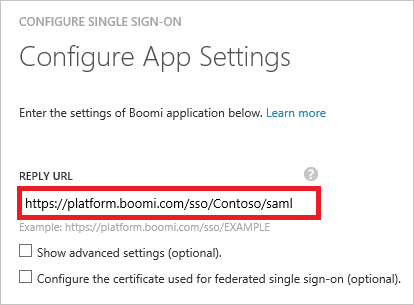 CONFIGURE SINGLE SIGN-ON
Configure App Settings
Enter the settings of Boomi application below. Learn more
REPLY URL
?
https://platform.boomi.com/sso/Contoso/saml
Example: https://platform.boomi.com/sso/EXAMPLE
Show advanced settings (optional).
Configure the certificate used for federated single sign-on (optional).